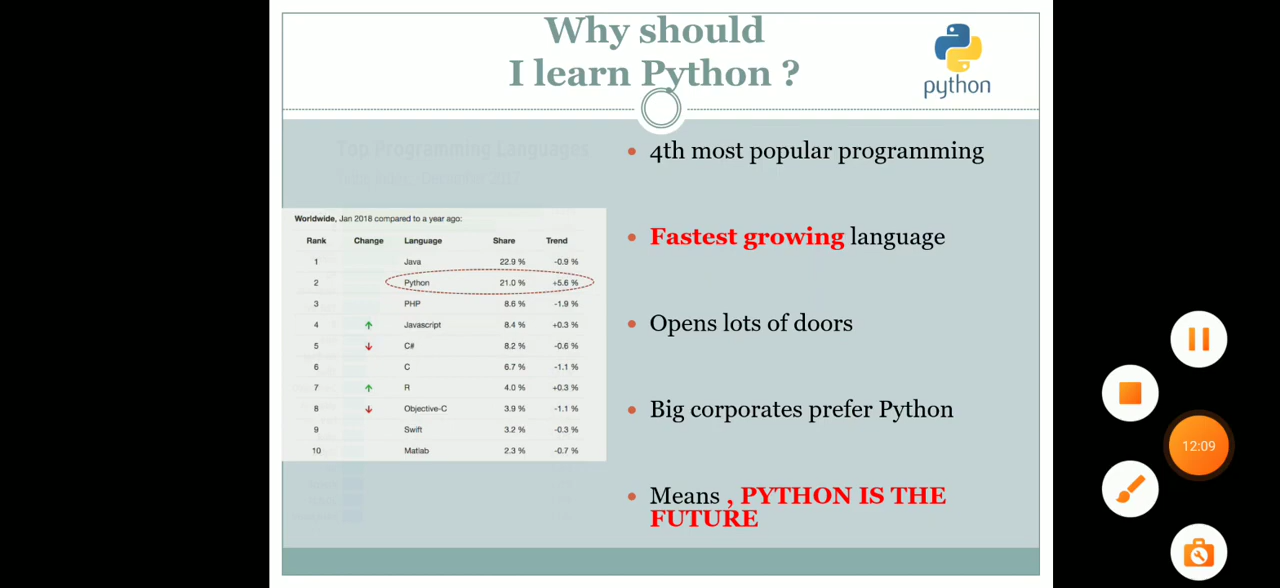 Why should
I learn Python ?
python
Top Programming Languages
Worldwide, Jan 2018 compared to a year ago:
Rank Change Language Share Trend
1 Java 22.9 % -0.9 %
2 Python 21.0 % +5.6 %
3 PHP 8.6 % -1.9 %
4 ↑ Javascript 8.4 % +0.3 %
5 ↓ C# 8.2 % -0.6 %
6 C 6.7 % -1.1 %
7 ↑ R 4.0 % +0.3 %
8 ↓ Objective-C 3.9 % -1.1 %
9 Swift 3.2 % -0.3 %
10 Matlab 2.3 % -0.7 %
• 4th most popular programming
• Fastest growing language
• Opens lots of doors
• Big corporates prefer Python
• Means , PYTHON IS THE
FUTURE
12:09